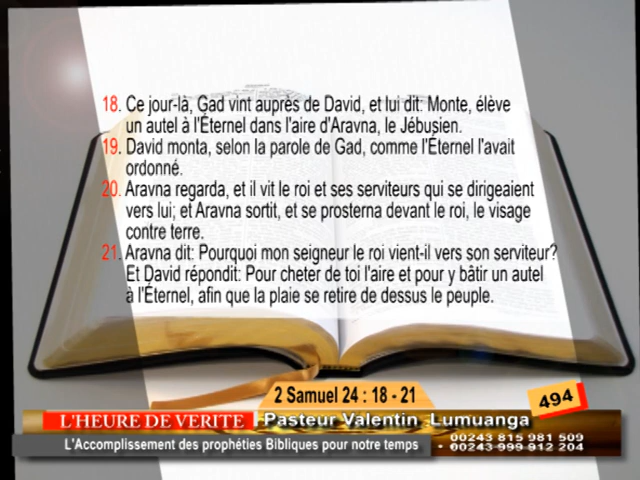 18. Ce jour-là, Gad vint auprès de David, et lui dit: Monte, élève
un autel à l'Éternel dans l'aire d'Aravna, le Jébusien.
19. David monta, selon la parole de Gad, comme l'Éternel l'avait
ordonné.
20. Aravna regarda, et il vit le roi et ses serviteurs qui se dirigeaient
vers lui; et Aravna sortit, et se prosterna devant le roi, le visage
contre terre.
21. Aravna dit: Pourquoi mon seigneur le roi vient-il vers son serviteur?
Et David répondit: Pour cheter de toi l'aire et pour y bâtir un autel
à l'Éternel, afin que la plaie se retire de dessus le peuple.
2 Samuel 24 : 18 - 21
494
L'HEURE DE VERITE Pasteur Valentin Lumuanga
L'Accomplissement des prophéties Bibliques pour notre temps
00243 815 981 509
- 00243 999 912 204